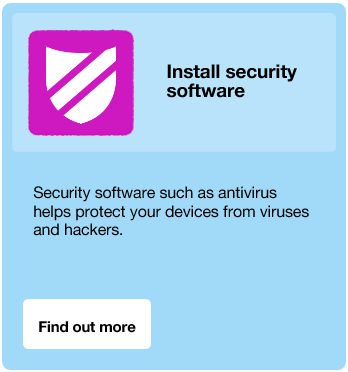 Install security
software
Security software such as antivirus
helps protect your devices from viruses
and hackers.
Find out more